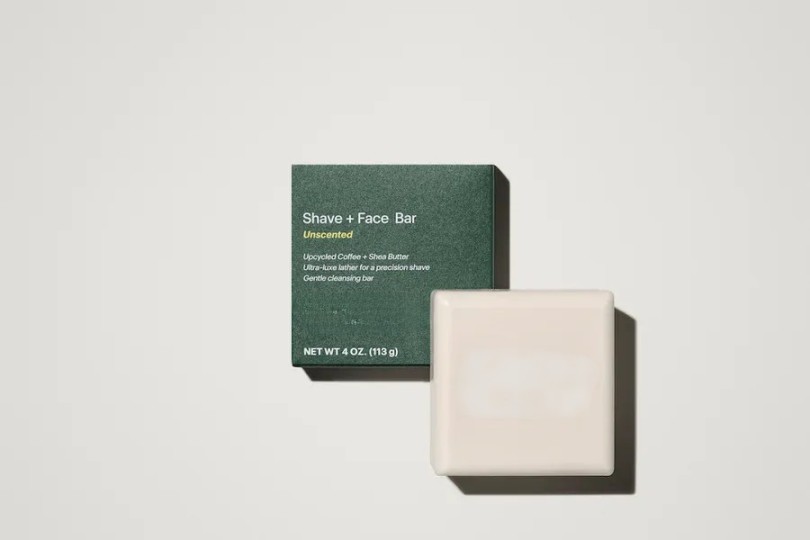 Shave + Face Bar
Unscented
Upcycled Coffee + Shea Butter
Ultra-luxe lather for a precision shave
Gentle cleansing bar
NET WT 4 OZ. (113 g)